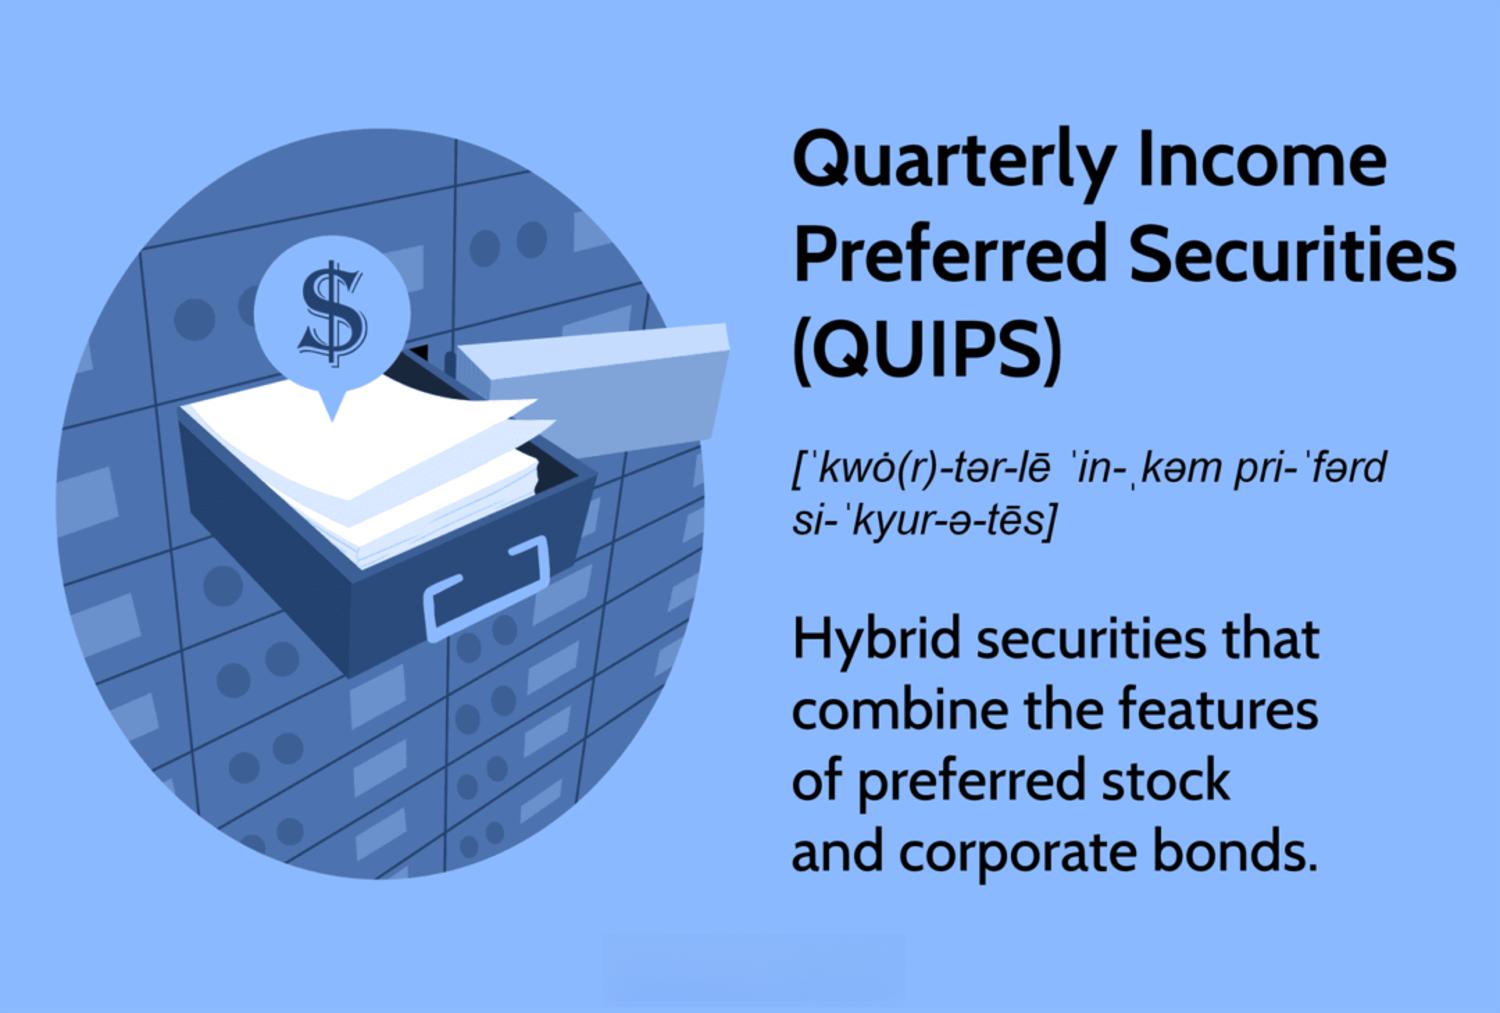 $
Quarterly Income
Preferred Securities
(QUIPS)
[ˈkwȯ(r)-tər-lē ˈin-ˌkəm pri-ˈfərd
si-ˈkyur-ə-tēs]
Hybrid securities that
combine the features
of preferred stock
and corporate bonds.